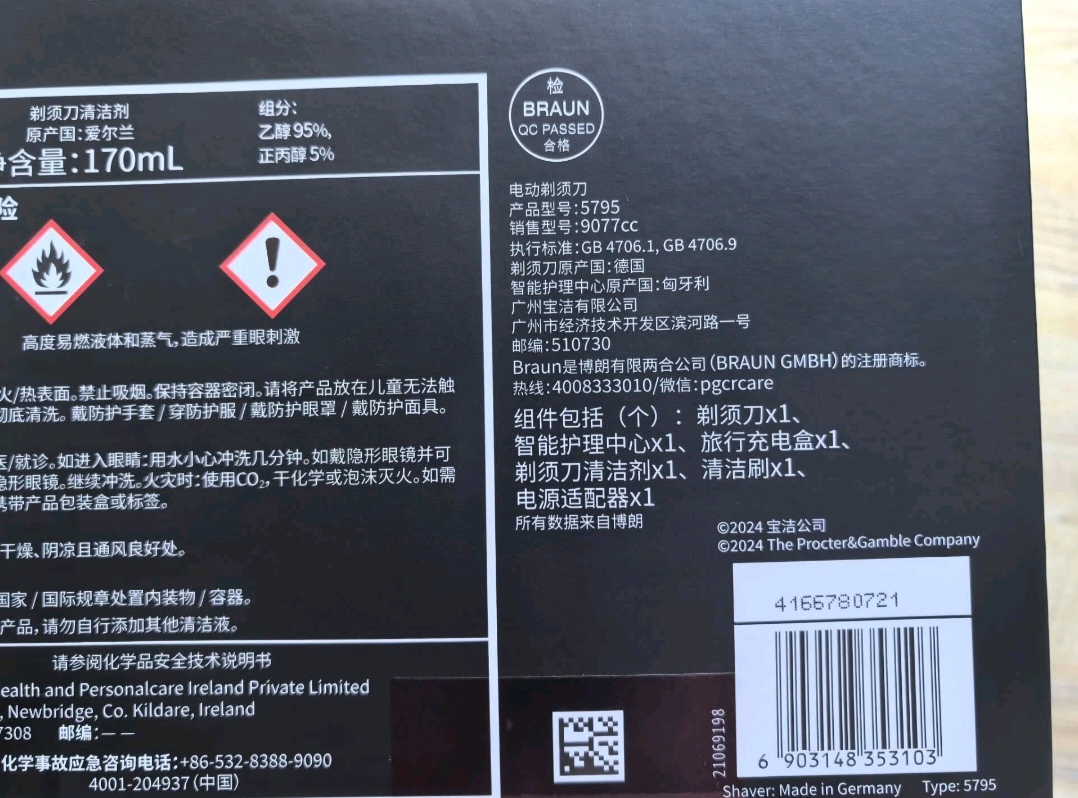 剃须刀清洁剂
原产国：爱尔兰
净含量：170mL
组分：
乙醇 95%,
正丙醇 5%
险
高度易燃液体和蒸气，造成严重眼刺激
火/热表面。禁止吸烟。保持容器密闭。请将产品放在儿童无法触
彻底清洗。戴防护手套 / 穿防护服 / 戴防护眼罩 / 戴防护面具。
医/就诊。如进入眼睛：用水小心冲洗几分钟。如戴隐形眼镜并可
隐形眼镜。继续冲洗。火灾时：使用CO₂，干化学或泡沫灭火。如需
携带产品包装盒或标签。
干燥、阴凉且通风良好处。
国家 / 国际规章处置内装物 / 容器。
产品，请勿自行添加其他清洁液。
请参阅化学品安全技术说明书
ealth and Personalcare Ireland Private Limited
, Newbridge, Co. Kildare, Ireland
7308 邮编：— —
化学事故应急咨询电话：+86-532-8388-9090
4001-204937（中国）
检
BRAUN
QC PASSED
合格
电动剃须刀
产品型号：5795
销售型号：9077cc
执行标准：GB 4706.1, GB 4706.9
剃须刀原产国：德国
智能护理中心原产国：匈牙利
广州宝洁有限公司
广州市经济技术开发区滨河路一号
邮编：510730
Braun是博朗有限两合公司（BRAUN GMBH）的注册商标。
热线：4008333010/微信：pgcrcare
组件包括（个）：剃须刀x1、
智能护理中心x1、旅行充电盒x1、
剃须刀清洁剂x1、清洁刷x1、
电源适配器x1
所有数据来自博朗
©2024 宝洁公司
©2024 The Procter&Gamble Company
4166780721
21069198
6 903148 353103
Shaver: Made in Germany Type: 5795